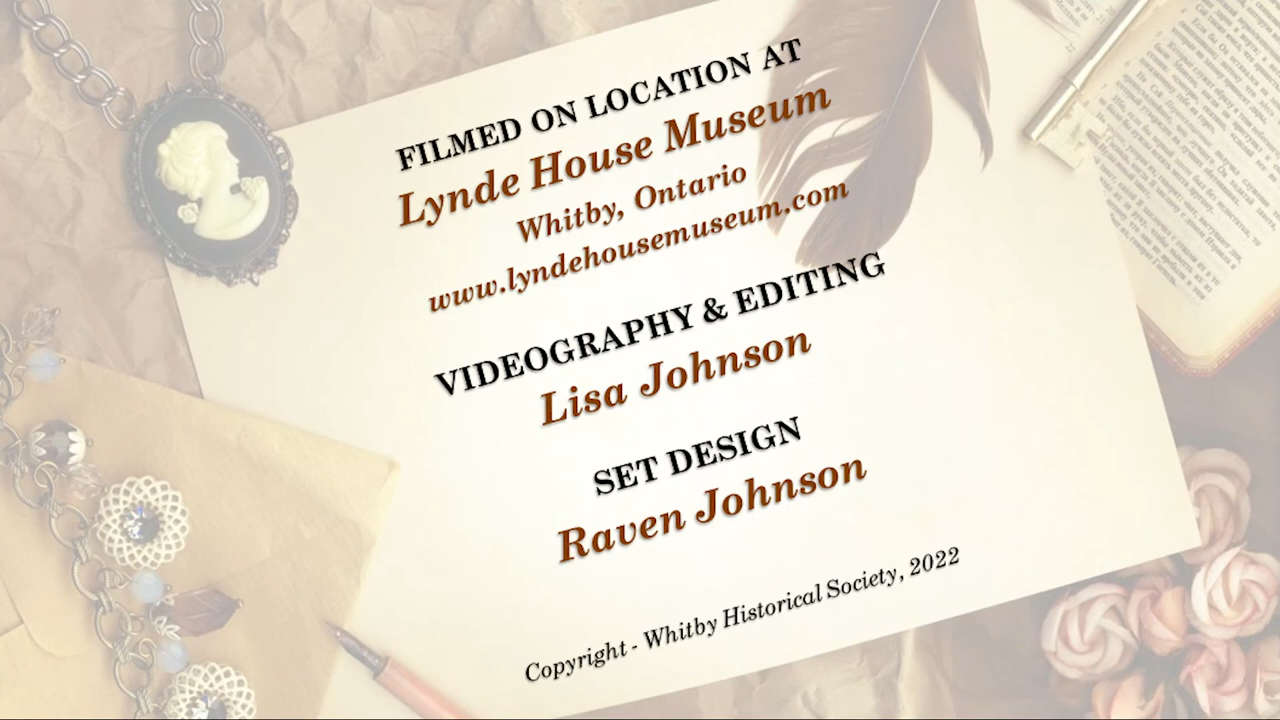 FILMED ON LOCATION AT
Lynde House Museum
Whitby, Ontario
www.lyndehousemuseum.com
VIDEOGRAPHY & EDITING
Lisa Johnson
SET DESIGN
Raven Johnson
Copyright - Whitby Historical Society, 2022